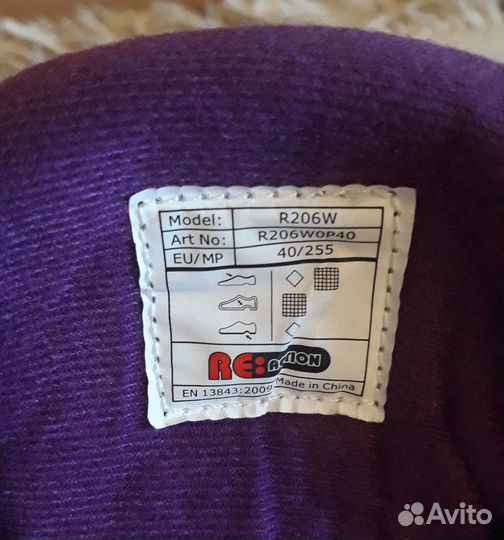 Model: R206W
Art No: R206W0P40
EU/MP 40/255
RE:ACTION
EN 13843:2009 Made in China
Avito